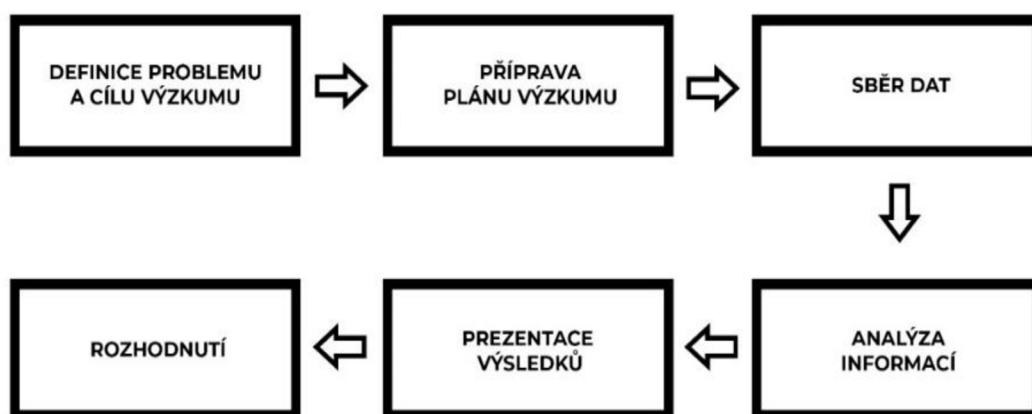 DEFINICE PROBLEMU
A CÍLU VÝZKUMU
PŘÍPRAVA
PLÁNU VÝZKUMU
SBĚR DAT
ANALÝZA
INFORMACÍ
PREZENTACE
VÝSLEDKŮ
ROZHODNUTÍ